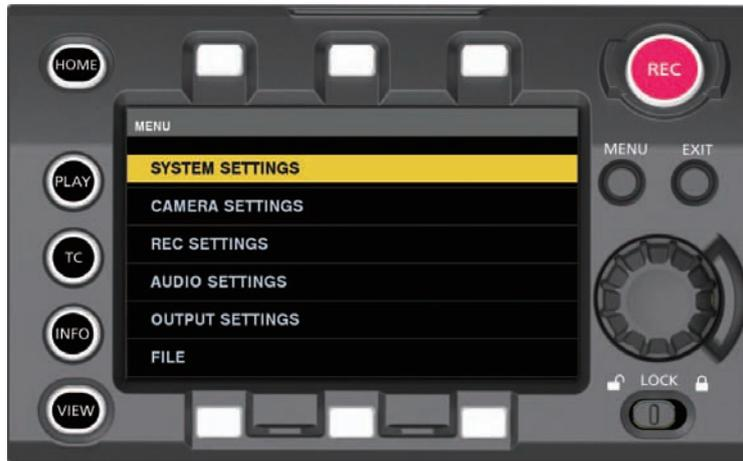 HOME
REC
MENU
MENU EXIT
SYSTEM SETTINGS
PLAY
CAMERA SETTINGS
REC SETTINGS
TC
AUDIO SETTINGS
OUTPUT SETTINGS
INFO
FILE
LOCK
VIEW